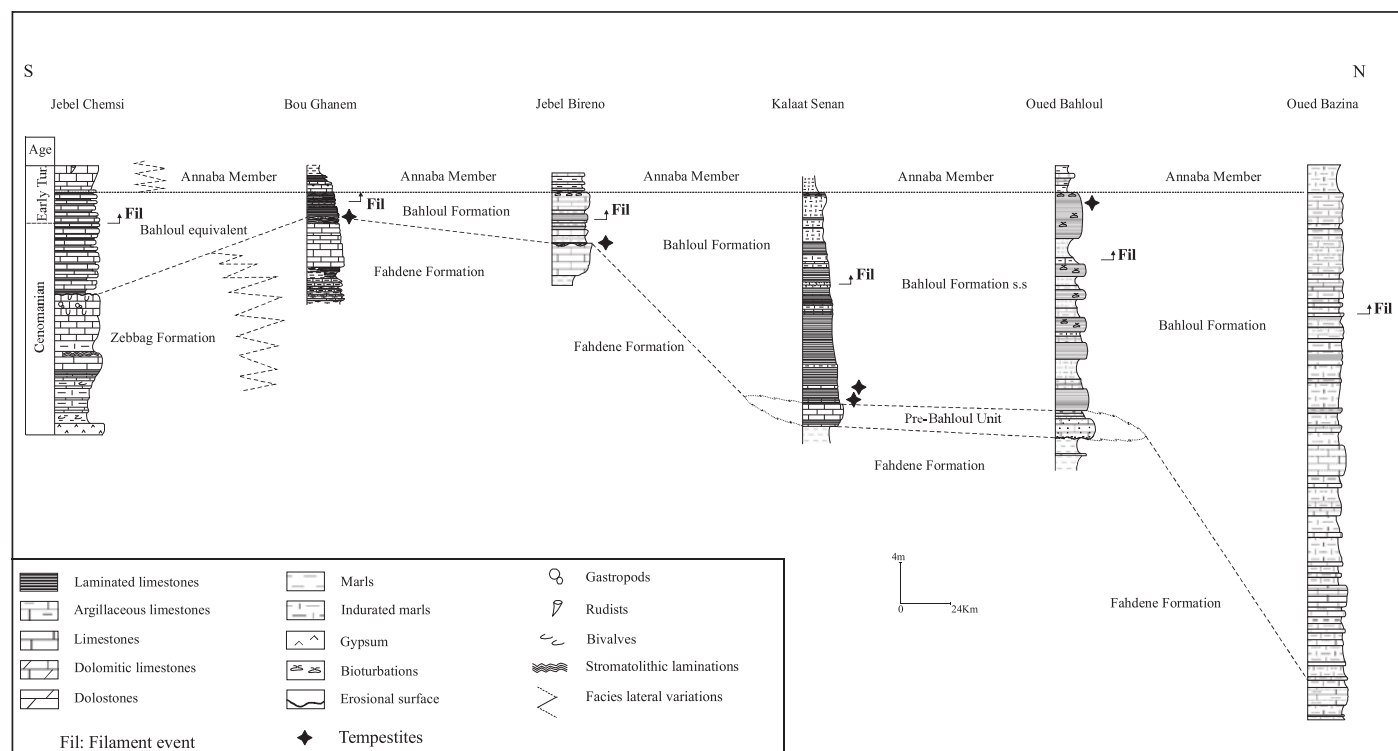 S
N
Jebel Chemsi
Bou Ghanem
Jebel Bireno
Kalaat Senan
Oued Bahloul
Oued Bazina
Age
Early Tur.
Cenomanian
Annaba Member
Annaba Member
Annaba Member
Annaba Member
Annaba Member
Fil
Fil
Fil
Fil
Fil
Fil
Bahloul equivalent
Bahloul Formation
Bahloul Formation
Bahloul Formation s.s
Bahloul Formation
Zebbag Formation
Fahdene Formation
Fahdene Formation
Pre-Bahloul Unit
Fahdene Formation
Fahdene Formation
4m
0
24Km
Laminated limestones
Argillaceous limestones
Limestones
Dolomitic limestones
Dolostones
Fil: Filament event
Marls
Indurated marls
Gypsum
Bioturbations
Erosional surface
Tempestites
Gastropods
Rudists
Bivalves
Stromatolithic laminations
Facies lateral variations